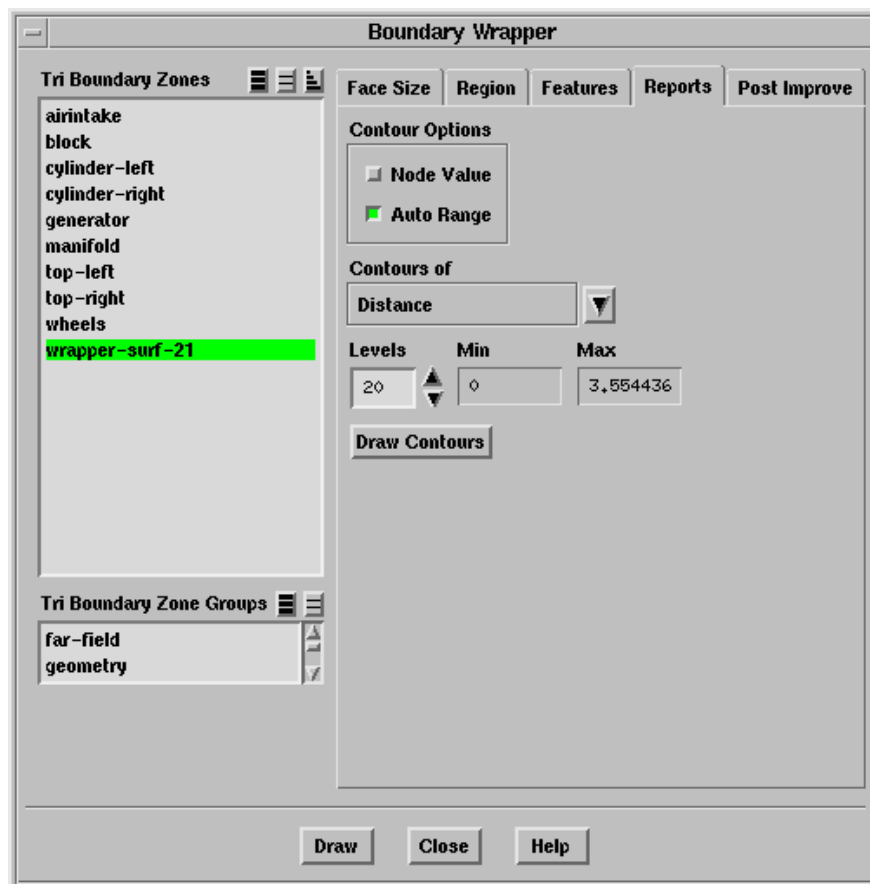 Boundary Wrapper
Tri Boundary Zones
airintake
block
cylinder-left
cylinder-right
generator
manifold
top-left
top-right
wheels
wrapper-surf-21
Tri Boundary Zone Groups
far-field
geometry
Face Size Region Features Reports Post Improve
Contour Options
Node Value
Auto Range
Contours of
Distance
Levels Min Max
20 0 3.554436
Draw Contours
Draw Close Help